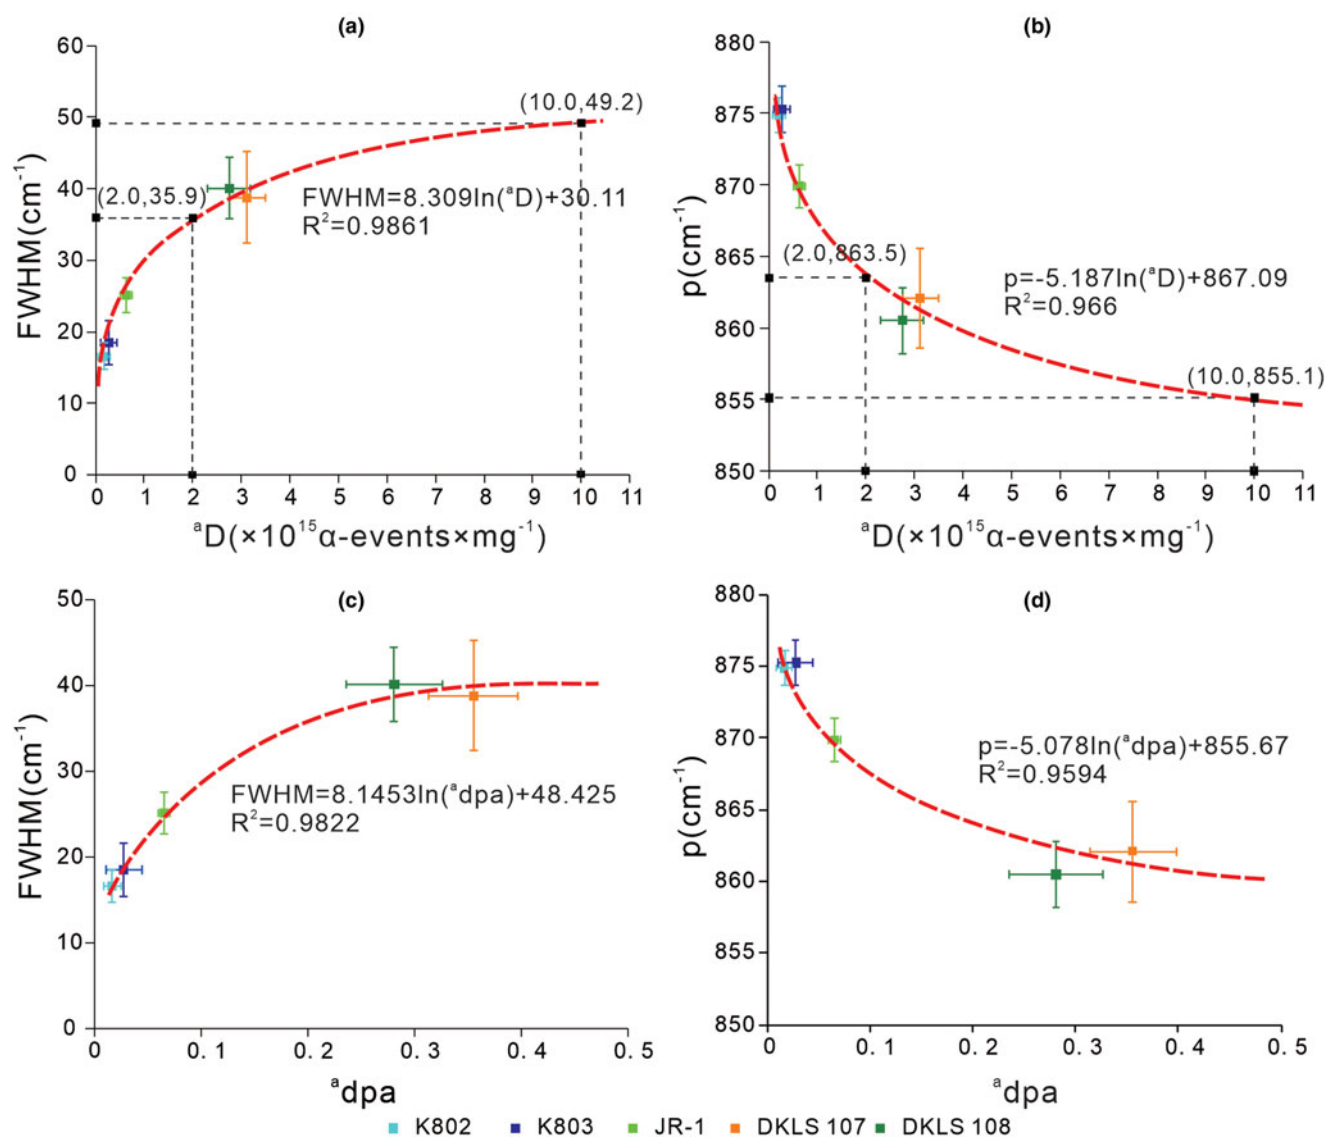 (a)
60
50
40
30
20
10
0
FWHM(cm⁻¹)
(10.0,49.2)
(2.0,35.9)
FWHM=8.309ln(ᵃD)+30.11
R²=0.9861
0 1 2 3 4 5 6 7 8 9 10 11
ᵃD(×10¹⁵α-events×mg⁻¹)
(b)
880
875
870
865
860
855
850
p(cm⁻¹)
(2.0,863.5)
p=-5.187ln(ᵃD)+867.09
R²=0.966
(10.0,855.1)
0 1 2 3 4 5 6 7 8 9 10 11
ᵃD(×10¹⁵α-events×mg⁻¹)
(c)
50
40
30
20
10
0
FWHM(cm⁻¹)
FWHM=8.1453ln(ᵃdpa)+48.425
R²=0.9822
0 0.1 0.2 0.3 0.4 0.5
ᵃdpa
(d)
880
875
870
865
860
855
850
p(cm⁻¹)
p=-5.078ln(ᵃdpa)+855.67
R²=0.9594
0 0.1 0.2 0.3 0.4 0.5
ᵃdpa
K802 K803 JR-1 DKLS 107 DKLS 108